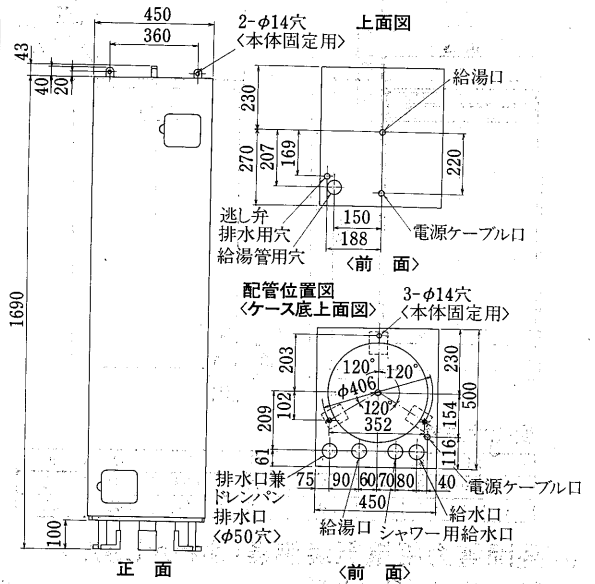 450
360
2-φ14穴
〈本体固定用〉
43
40
20
1690
100
正 面
上面図
給湯口
230
270
207
169
220
150
188
逃し弁
排水用穴
給湯管用穴
電源ケーブル口
〈前 面〉
配管位置図
〈ケース底上面図〉
3-φ14穴
〈本体固定用〉
203
209
102
61
120°
120°
120°
φ406
352
230
500
154
116
75
90
60
70
80
40
450
排水口兼
ドレンパン
排水口
〈φ50穴〉
給湯口
電源ケーブル口
給水口
シャワー用給水口
〈前 面〉